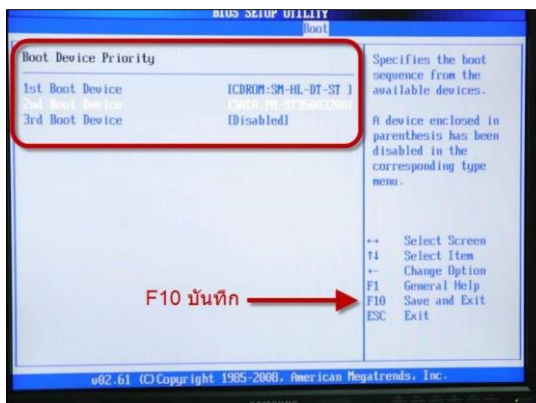 BIOS SETUP UTILITY
Boot
Boot Device Priority
1st Boot Device [CDROM:SM-HL-DT-ST ]
2nd Boot Device [SATA:PM-ST3500320A]
3rd Boot Device [Disabled]
Specifies the boot
sequence from the
available devices.
A device enclosed in
parenthesis has been
disabled in the
corresponding type
menu.
↔ Select Screen
↑↓ Select Item
+- Change Option
F1 General Help
F10 Save and Exit
ESC Exit
F10 บันทึก
v02.61 (C)Copyright 1985-2008, American Megatrends, Inc.